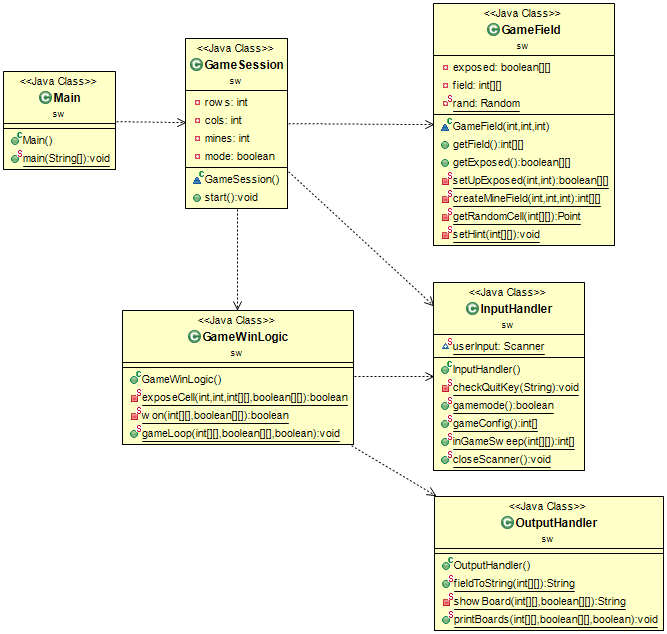 <<Java Class>>
Main
sw
Main()
main(String[]):void
<<Java Class>>
GameSession
sw
rows: int
cols: int
mines: int
mode: boolean
GameSession()
start():void
<<Java Class>>
GameField
sw
exposed: boolean[][]
field: int[][]
rand: Random
GameField(int,int,int)
getField():int[][]
getExposed():boolean[][]
setUpExposed(int,int):boolean[][]
createMineField(int,int,int):int[][]
getRandomCell(int[][]):Point
setHint(int[][]):void
<<Java Class>>
GameWinLogic
sw
GameWinLogic()
exposeCell(int,int,int[][],boolean[][]):boolean
won(int[][],boolean[][]):boolean
gameLoop(int[][],boolean[][],boolean):void
<<Java Class>>
InputHandler
sw
userInput: Scanner
InputHandler()
checkQuitKey(String):void
gamemode():boolean
gameConfig():int[]
inGameSweep(int[][]):int[]
closeScanner():void
<<Java Class>>
OutputHandler
sw
OutputHandler()
fieldToString(int[][]):String
showBoard(int[][],boolean[][]):String
printBoards(int[][],boolean[][],boolean):void